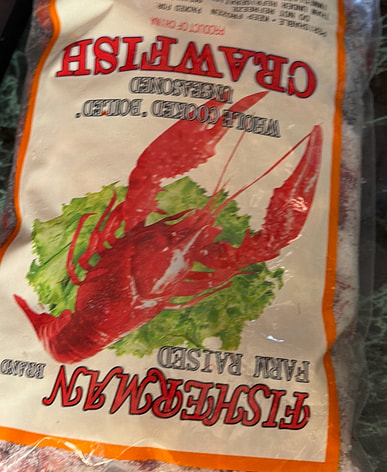 FISHERMAN
BRAND
FARM RAISED
WHOLE COOKED "BOILED"
UNSEASONED
CRAWFISH
PRODUCT OF CHINA